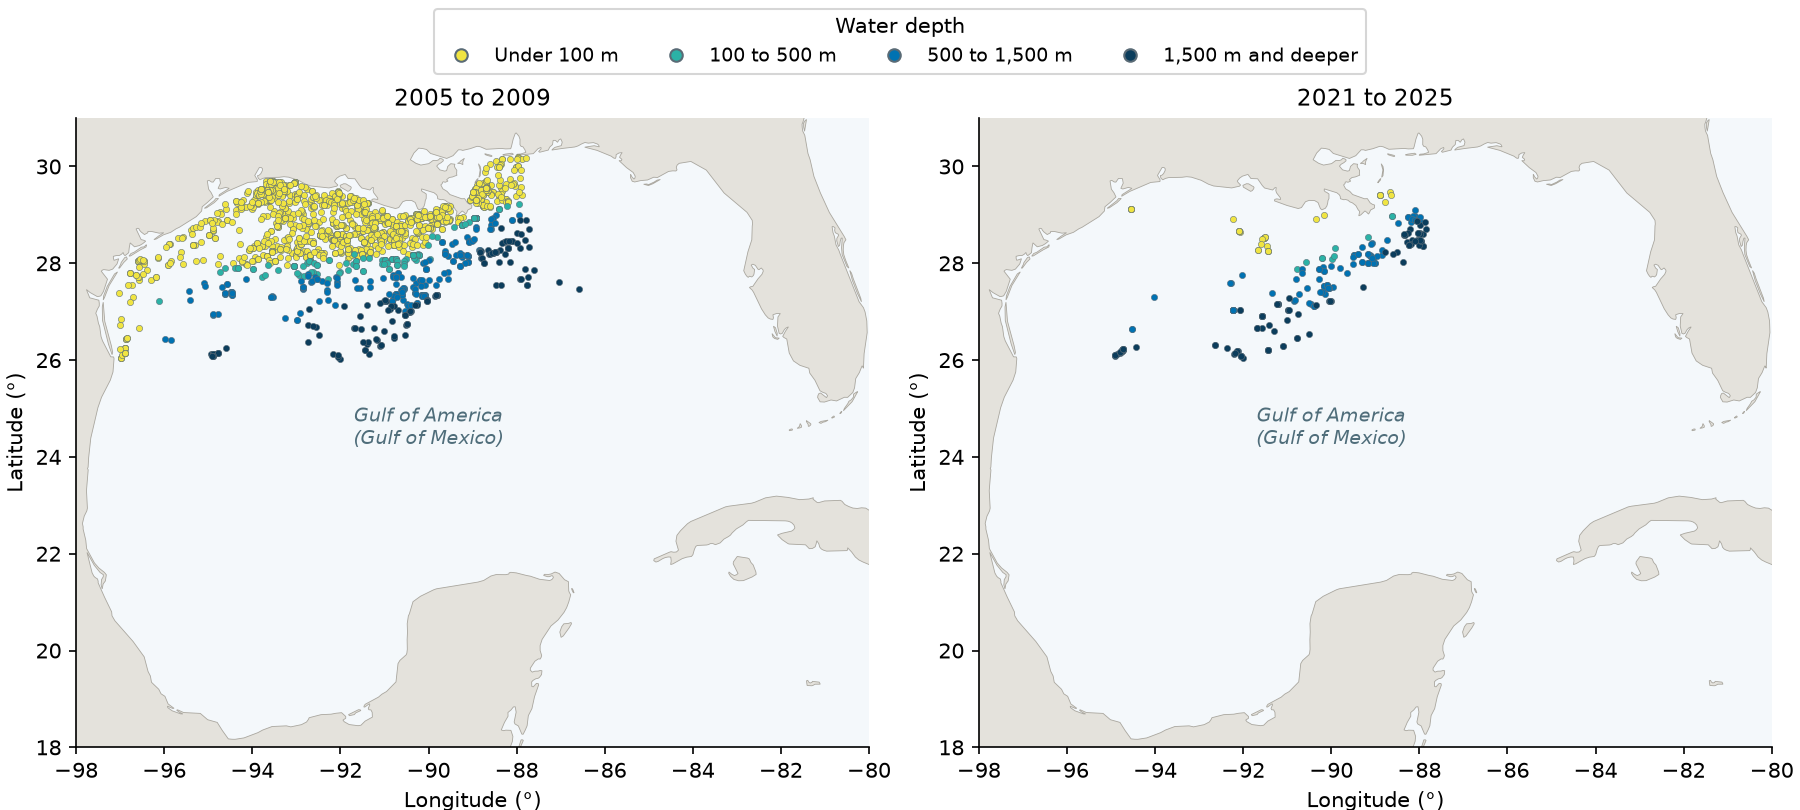 Water depth
Under 100 m
100 to 500 m
500 to 1,500 m
1,500 m and deeper
2005 to 2009
2021 to 2025
30
28
26
24
22
20
18
Latitude (°)
Gulf of America
(Gulf of Mexico)
−98
−96
−94
−92
−90
−88
−86
−84
−82
−80
Longitude (°)
30
28
26
24
22
20
18
Latitude (°)
Gulf of America
(Gulf of Mexico)
−98
−96
−94
−92
−90
−88
−86
−84
−82
−80
Longitude (°)